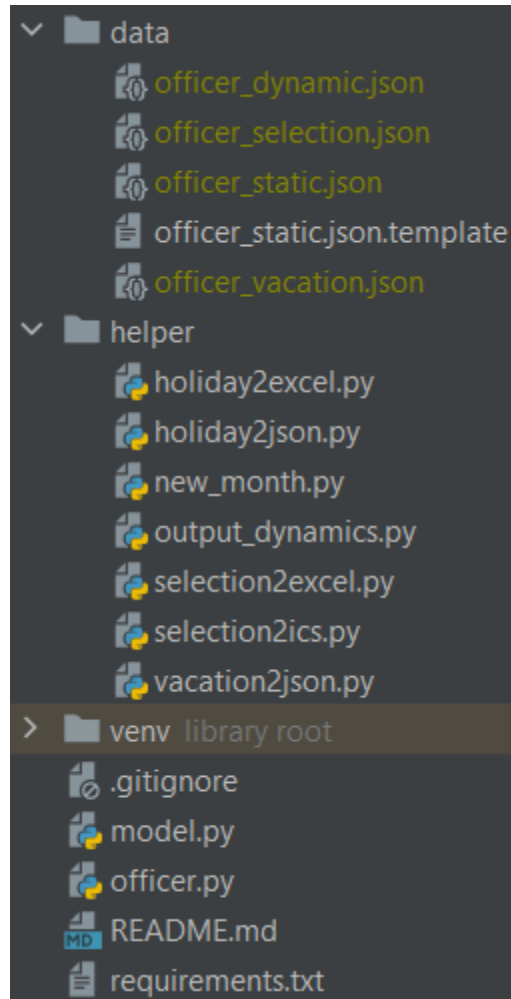 data
officer_dynamic.json
officer_selection.json
officer_static.json
officer_static.json.template
officer_vacation.json
helper
holiday2excel.py
holiday2json.py
new_month.py
output_dynamics.py
selection2excel.py
selection2ics.py
vacation2json.py
venv library root
.gitignore
model.py
officer.py
MD README.md
requirements.txt